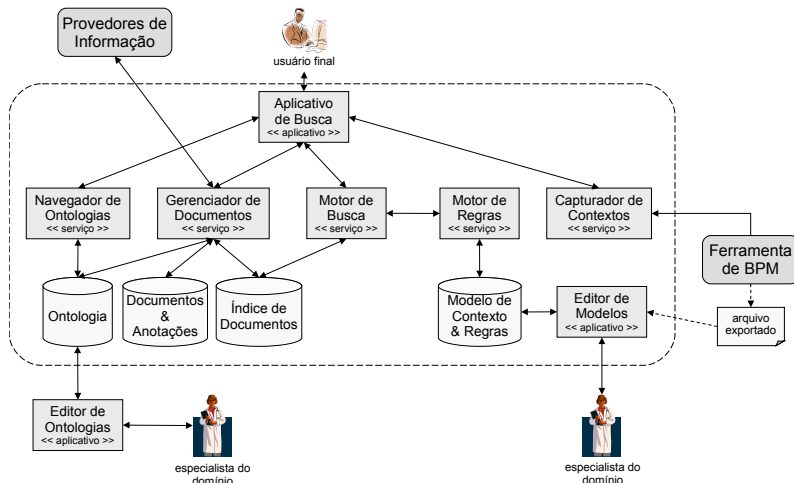 Provedores de
Informação
usuário final
Aplicativo
de Busca
<< aplicativo >>
Navegador de
Ontologias
<< serviço >>
Gerenciador de
Documentos
<< serviço >>
Motor de
Busca
<< serviço >>
Motor de
Regras
<< serviço >>
Capturador de
Contextos
<< serviço >>
Ferramenta
de BPM
Ontologia
Documentos
&
Anotações
Índice de
Documentos
Modelo de
Contexto
& Regras
Editor de
Modelos
<< aplicativo >>
arquivo
exportado
Editor de
Ontologias
<< aplicativo >>
especialista do
domínio
especialista do
domínio